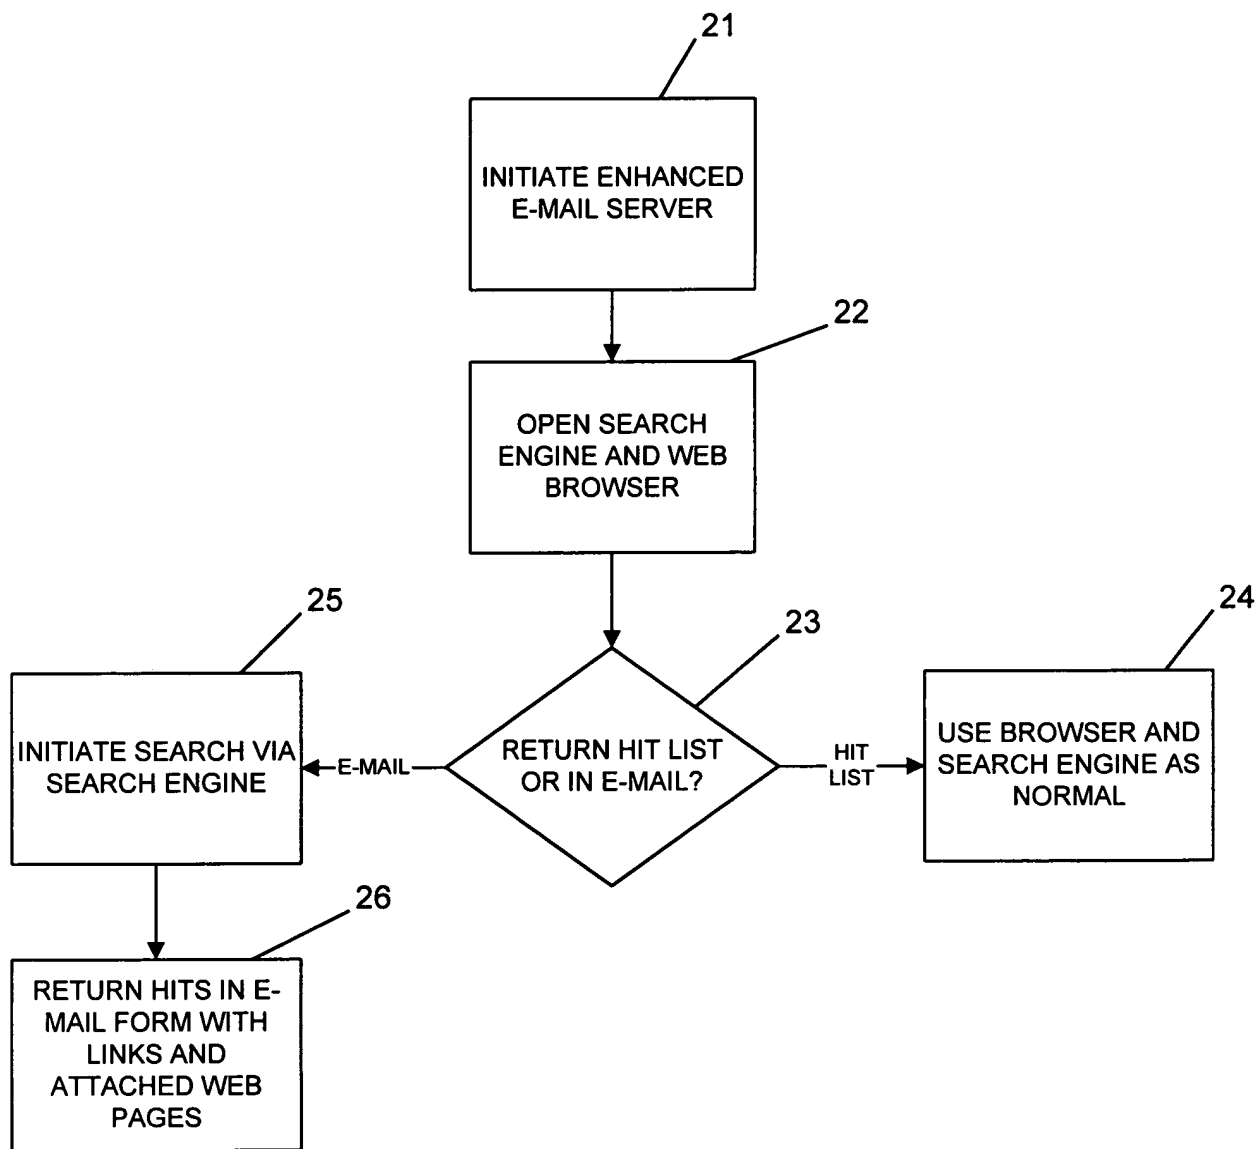 21
INITIATE ENHANCED
E-MAIL SERVER
22
OPEN SEARCH
ENGINE AND WEB
BROWSER
23
RETURN HIT LIST
OR IN E-MAIL?
HIT
LIST
24
USE BROWSER AND
SEARCH ENGINE AS
NORMAL
E-MAIL
25
INITIATE SEARCH VIA
SEARCH ENGINE
26
RETURN HITS IN E-
MAIL FORM WITH
LINKS AND
ATTACHED WEB
PAGES